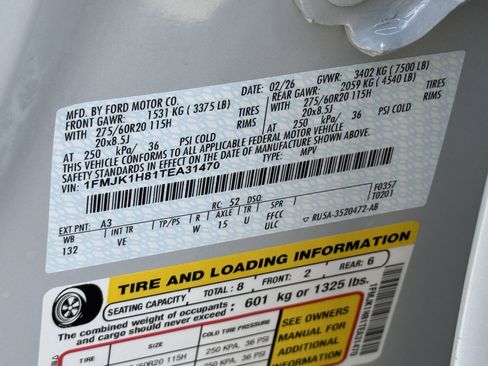 MFD. BY FORD MOTOR CO.
DATE: 02/26 GVWR: 3402 KG (7500 LB)
FRONT GAWR: 1531 KG (3375 LB) REAR GAWR: 2059 KG (4540 LB)
WITH 275/60R20 115H TIRES WITH 275/60R20 115H TIRES
20x8.5J RIMS 20x8.5J RIMS
AT 250 kPa/ 36 PSI COLD AT 250 kPa/ 36 PSI COLD
THIS VEHICLE CONFORMS TO ALL APPLICABLE FEDERAL MOTOR VEHICLE
SAFETY STANDARDS IN EFFECT ON THE DATE OF MANUFACTURE SHOWN ABOVE.
VIN: 1FMJK1H81TEA31470 TYPE: MPV
F0357
T0201
EXT PNT: A3 RC: 52 DSO:
WB INT TR TP/PS R AXLE TR SPR
132 VE W 15 U FFCC
ULC RU5A-3520472-AB
TIRE AND LOADING INFORMATION
SEATING CAPACITY TOTAL: 8 FRONT: 2 REAR: 6
The combined weight of occupants and cargo should never exceed: 601 kg or 1325 lbs.
TIRE COLD TIRE PRESSURE
60R20 115H 250 KPA, 36 PSI
250 KPA, 36 PSI
SEE OWNERS
MANUAL FOR
ADDITIONAL
INFORMATION
1FMJK1H81TEA31470